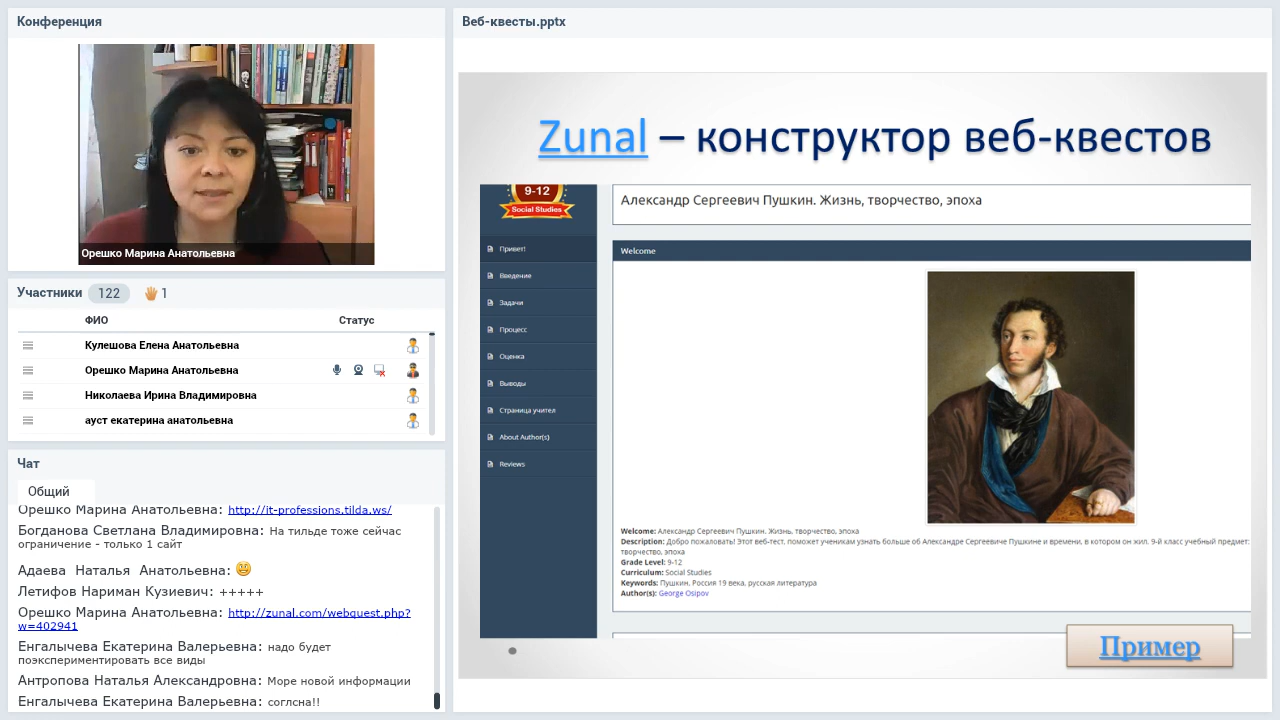 Конференция
Орешко Марина Анатольевна
Участники 122 1
ФИО Статус
Кулешова Елена Анатольевна
Орешко Марина Анатольевна
Николаева Ирина Владимировна
ауст екатерина анатольевна
Чат
Общий
Орешко Марина Анатольевна: http://it-professions.tilda.ws/
Богданова Светлана Владимировна: На тильде тоже сейчас
ограничение - только 1 сайт
Адаева Наталья Анатольевна:
Летифов Нариман Кузиевич: +++++
Орешко Марина Анатольевна: http://zunal.com/webquest.php?
w=402941
Енгалычева Екатерина Валерьевна: надо будет
поэкспериментировать все виды
Антропова Наталья Александровна: Море новой информации
Енгалычева Екатерина Валерьевна: соглсна!!
Веб-квесты.pptx
Zunal – конструктор веб-квестов
9-12
Social Studies
Привет!
Введение
Задачи
Процесс
Оценка
Выводы
Страница учител
About Author(s)
Reviews
Александр Сергеевич Пушкин. Жизнь, творчество, эпоха
Welcome
Welcome: Александр Сергеевич Пушкин. Жизнь, творчество, эпоха
Description: Добро пожаловать! Этот веб-тест, поможет ученикам узнать больше об Александре Сергеевиче Пушкине и времени, в котором он жил. 9-й класс учебный предмет:
творчество, эпоха
Grade Level: 9-12
Curriculum: Social Studies
Keywords: Пушкин. Россия 19 века, русская литература
Author(s): George Osipov
Пример